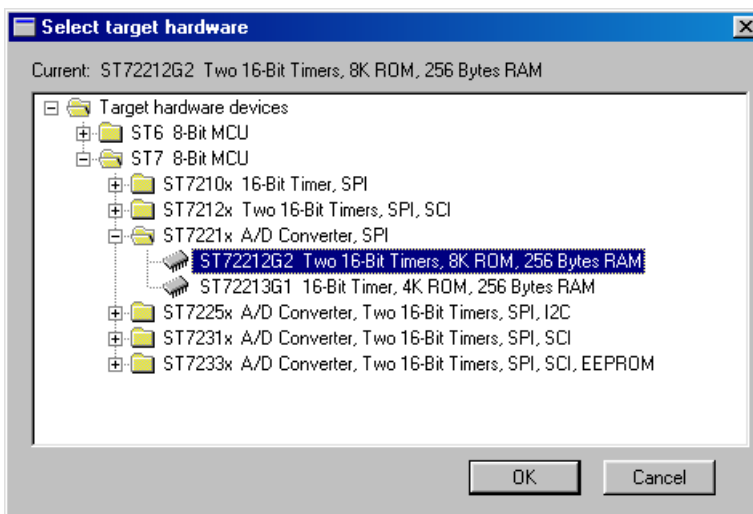 Select target hardware
Current: ST72212G2 Two 16-Bit Timers, 8K ROM, 256 Bytes RAM
Target hardware devices
ST6 8-Bit MCU
ST7 8-Bit MCU
ST7210x 16-Bit Timer, SPI
ST7212x Two 16-Bit Timers, SPI, SCI
ST7221x A/D Converter, SPI
ST72212G2 Two 16-Bit Timers, 8K ROM, 256 Bytes RAM
ST72213G1 16-Bit Timer, 4K ROM, 256 Bytes RAM
ST7225x A/D Converter, Two 16-Bit Timers, SPI, I2C
ST7231x A/D Converter, Two 16-Bit Timers, SPI, SCI
ST7233x A/D Converter, Two 16-Bit Timers, SPI, SCI, EEPROM
OK Cancel